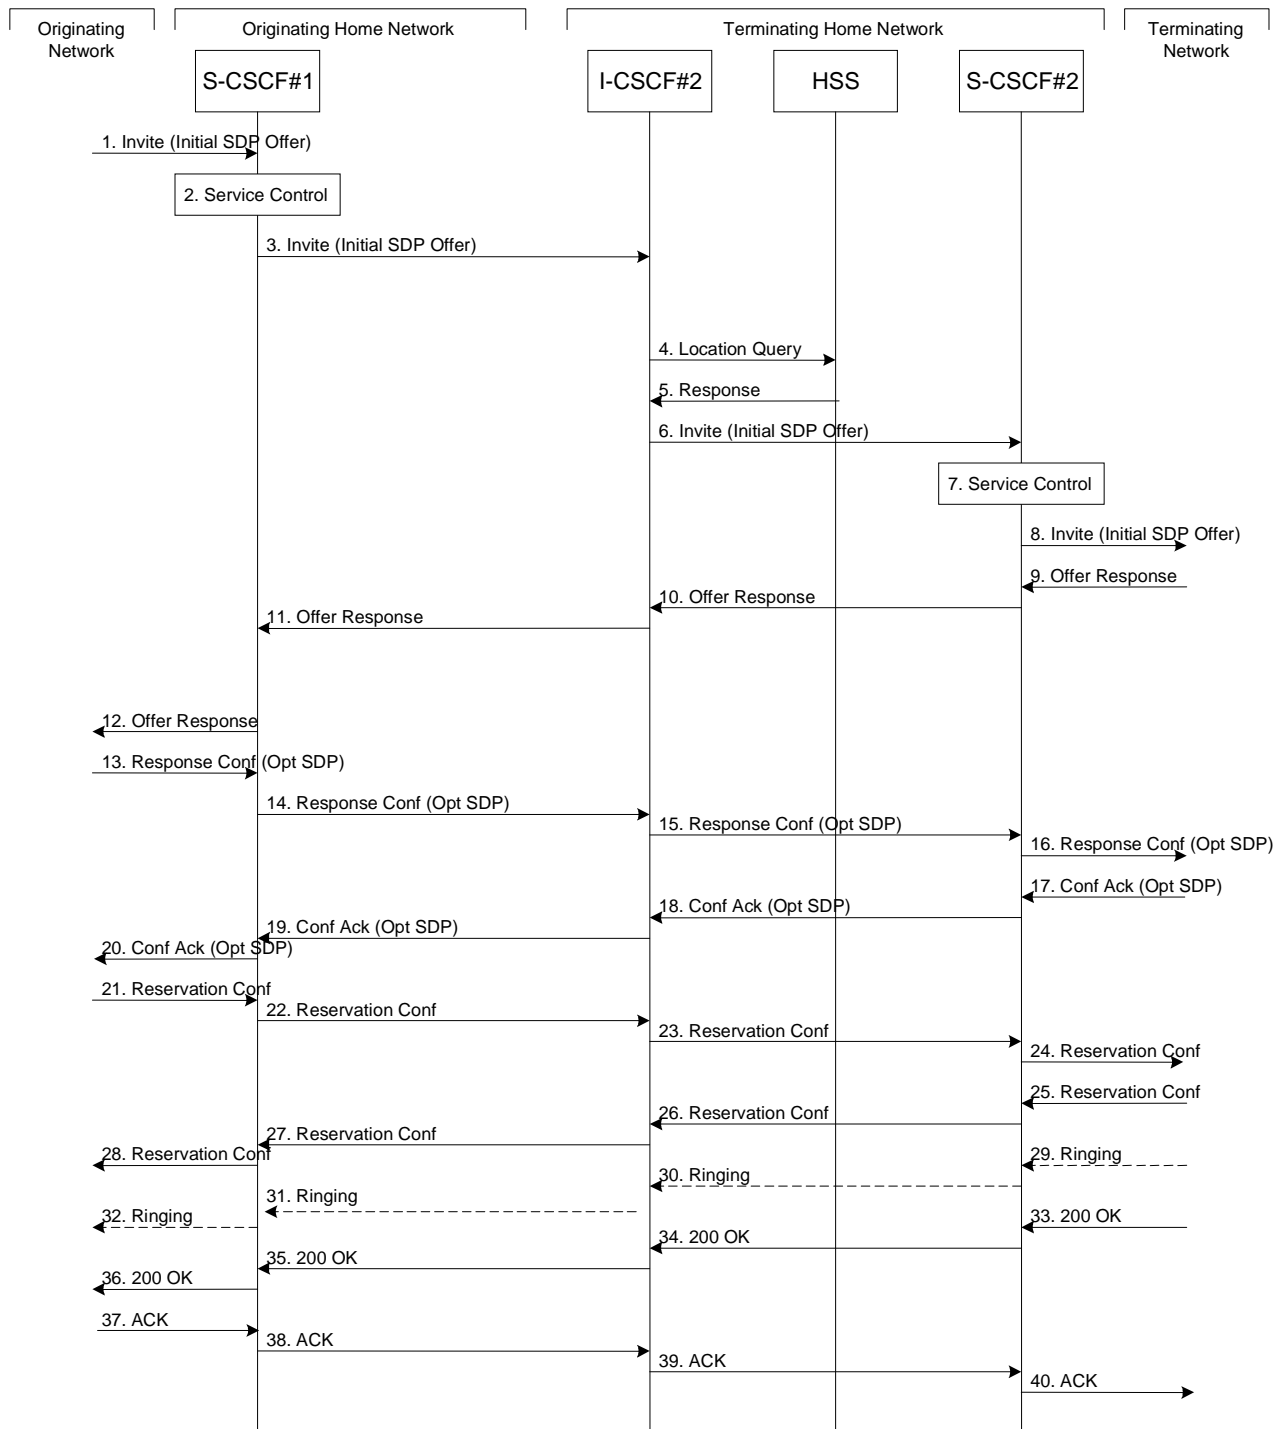 Originating
Network
Originating Home Network
Terminating Home Network
Terminating
Network
S-CSCF#1
I-CSCF#2
HSS
S-CSCF#2
1. Invite (Initial SDP Offer)
2. Service Control
3. Invite (Initial SDP Offer)
4. Location Query
5. Response
6. Invite (Initial SDP Offer)
7. Service Control
8. Invite (Initial SDP Offer)
9. Offer Response
10. Offer Response
11. Offer Response
12. Offer Response
13. Response Conf (Opt SDP)
14. Response Conf (Opt SDP)
15. Response Conf (Opt SDP)
16. Response Conf (Opt SDP)
17. Conf Ack (Opt SDP)
18. Conf Ack (Opt SDP)
19. Conf Ack (Opt SDP)
20. Conf Ack (Opt SDP)
21. Reservation Conf
22. Reservation Conf
23. Reservation Conf
24. Reservation Conf
25. Reservation Conf
26. Reservation Conf
27. Reservation Conf
28. Reservation Conf
29. Ringing
30. Ringing
31. Ringing
32. Ringing
33. 200 OK
34. 200 OK
35. 200 OK
36. 200 OK
37. ACK
38. ACK
39. ACK
40. ACK